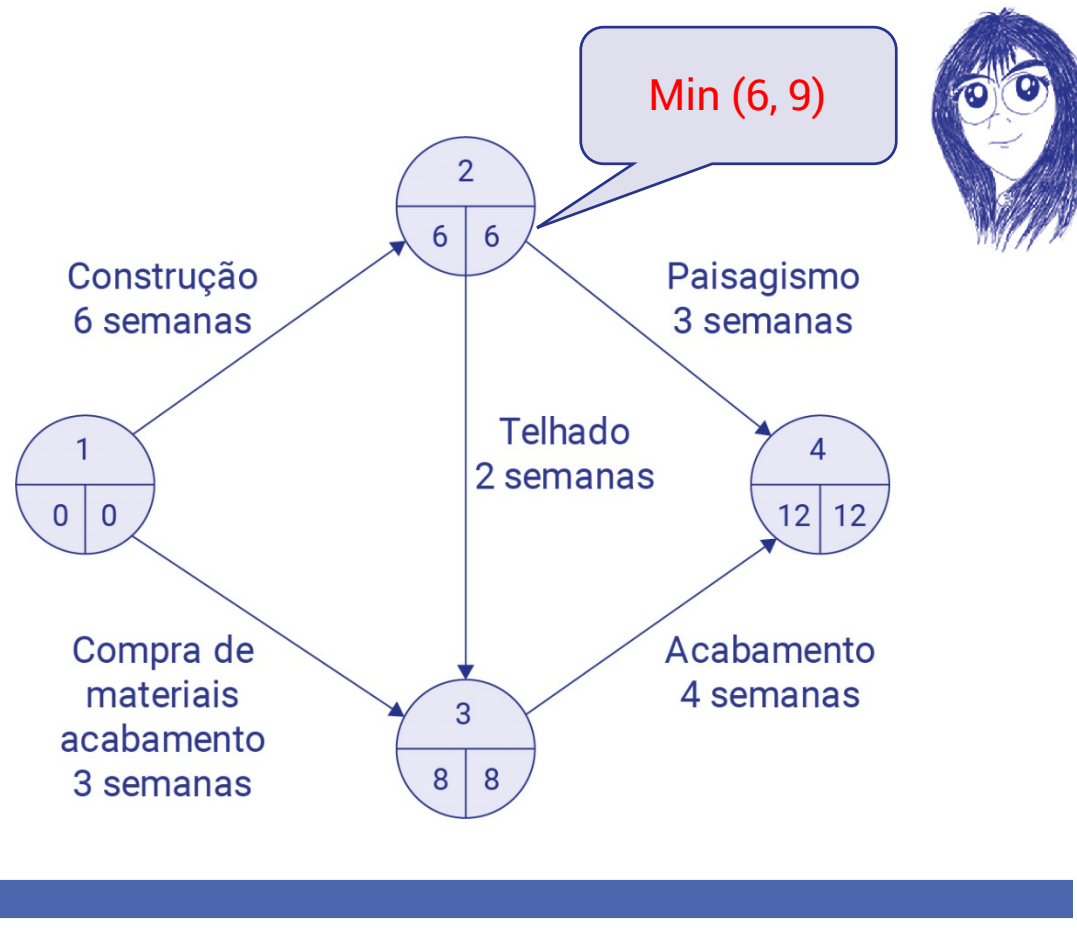 Min (6, 9)
2
6 6
Construção
6 semanas
Paisagismo
3 semanas
Telhado
2 semanas
1
0 0
4
12 12
Compra de
materiais
acabamento
3 semanas
Acabamento
4 semanas
3
8 8